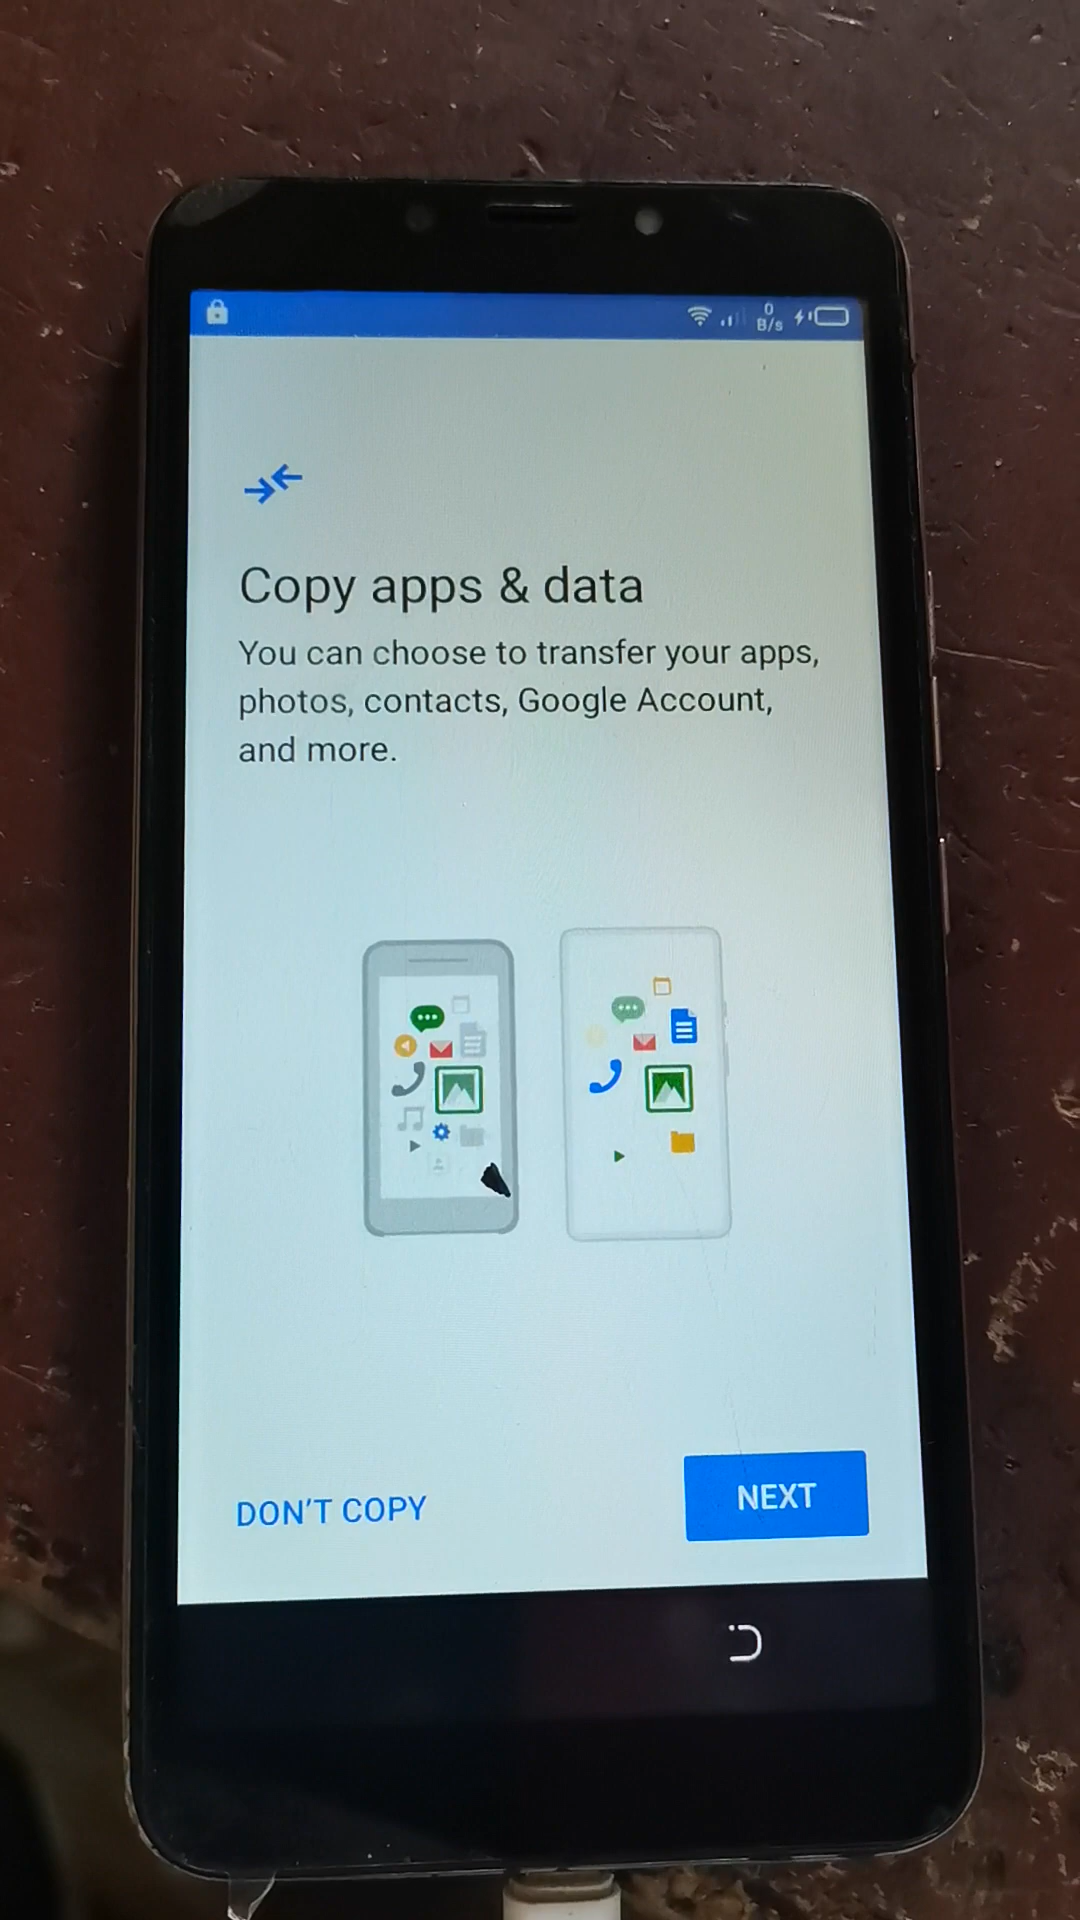 0
B/s
Copy apps & data
You can choose to transfer your apps,
photos, contacts, Google Account,
and more.
DON'T COPY
NEXT